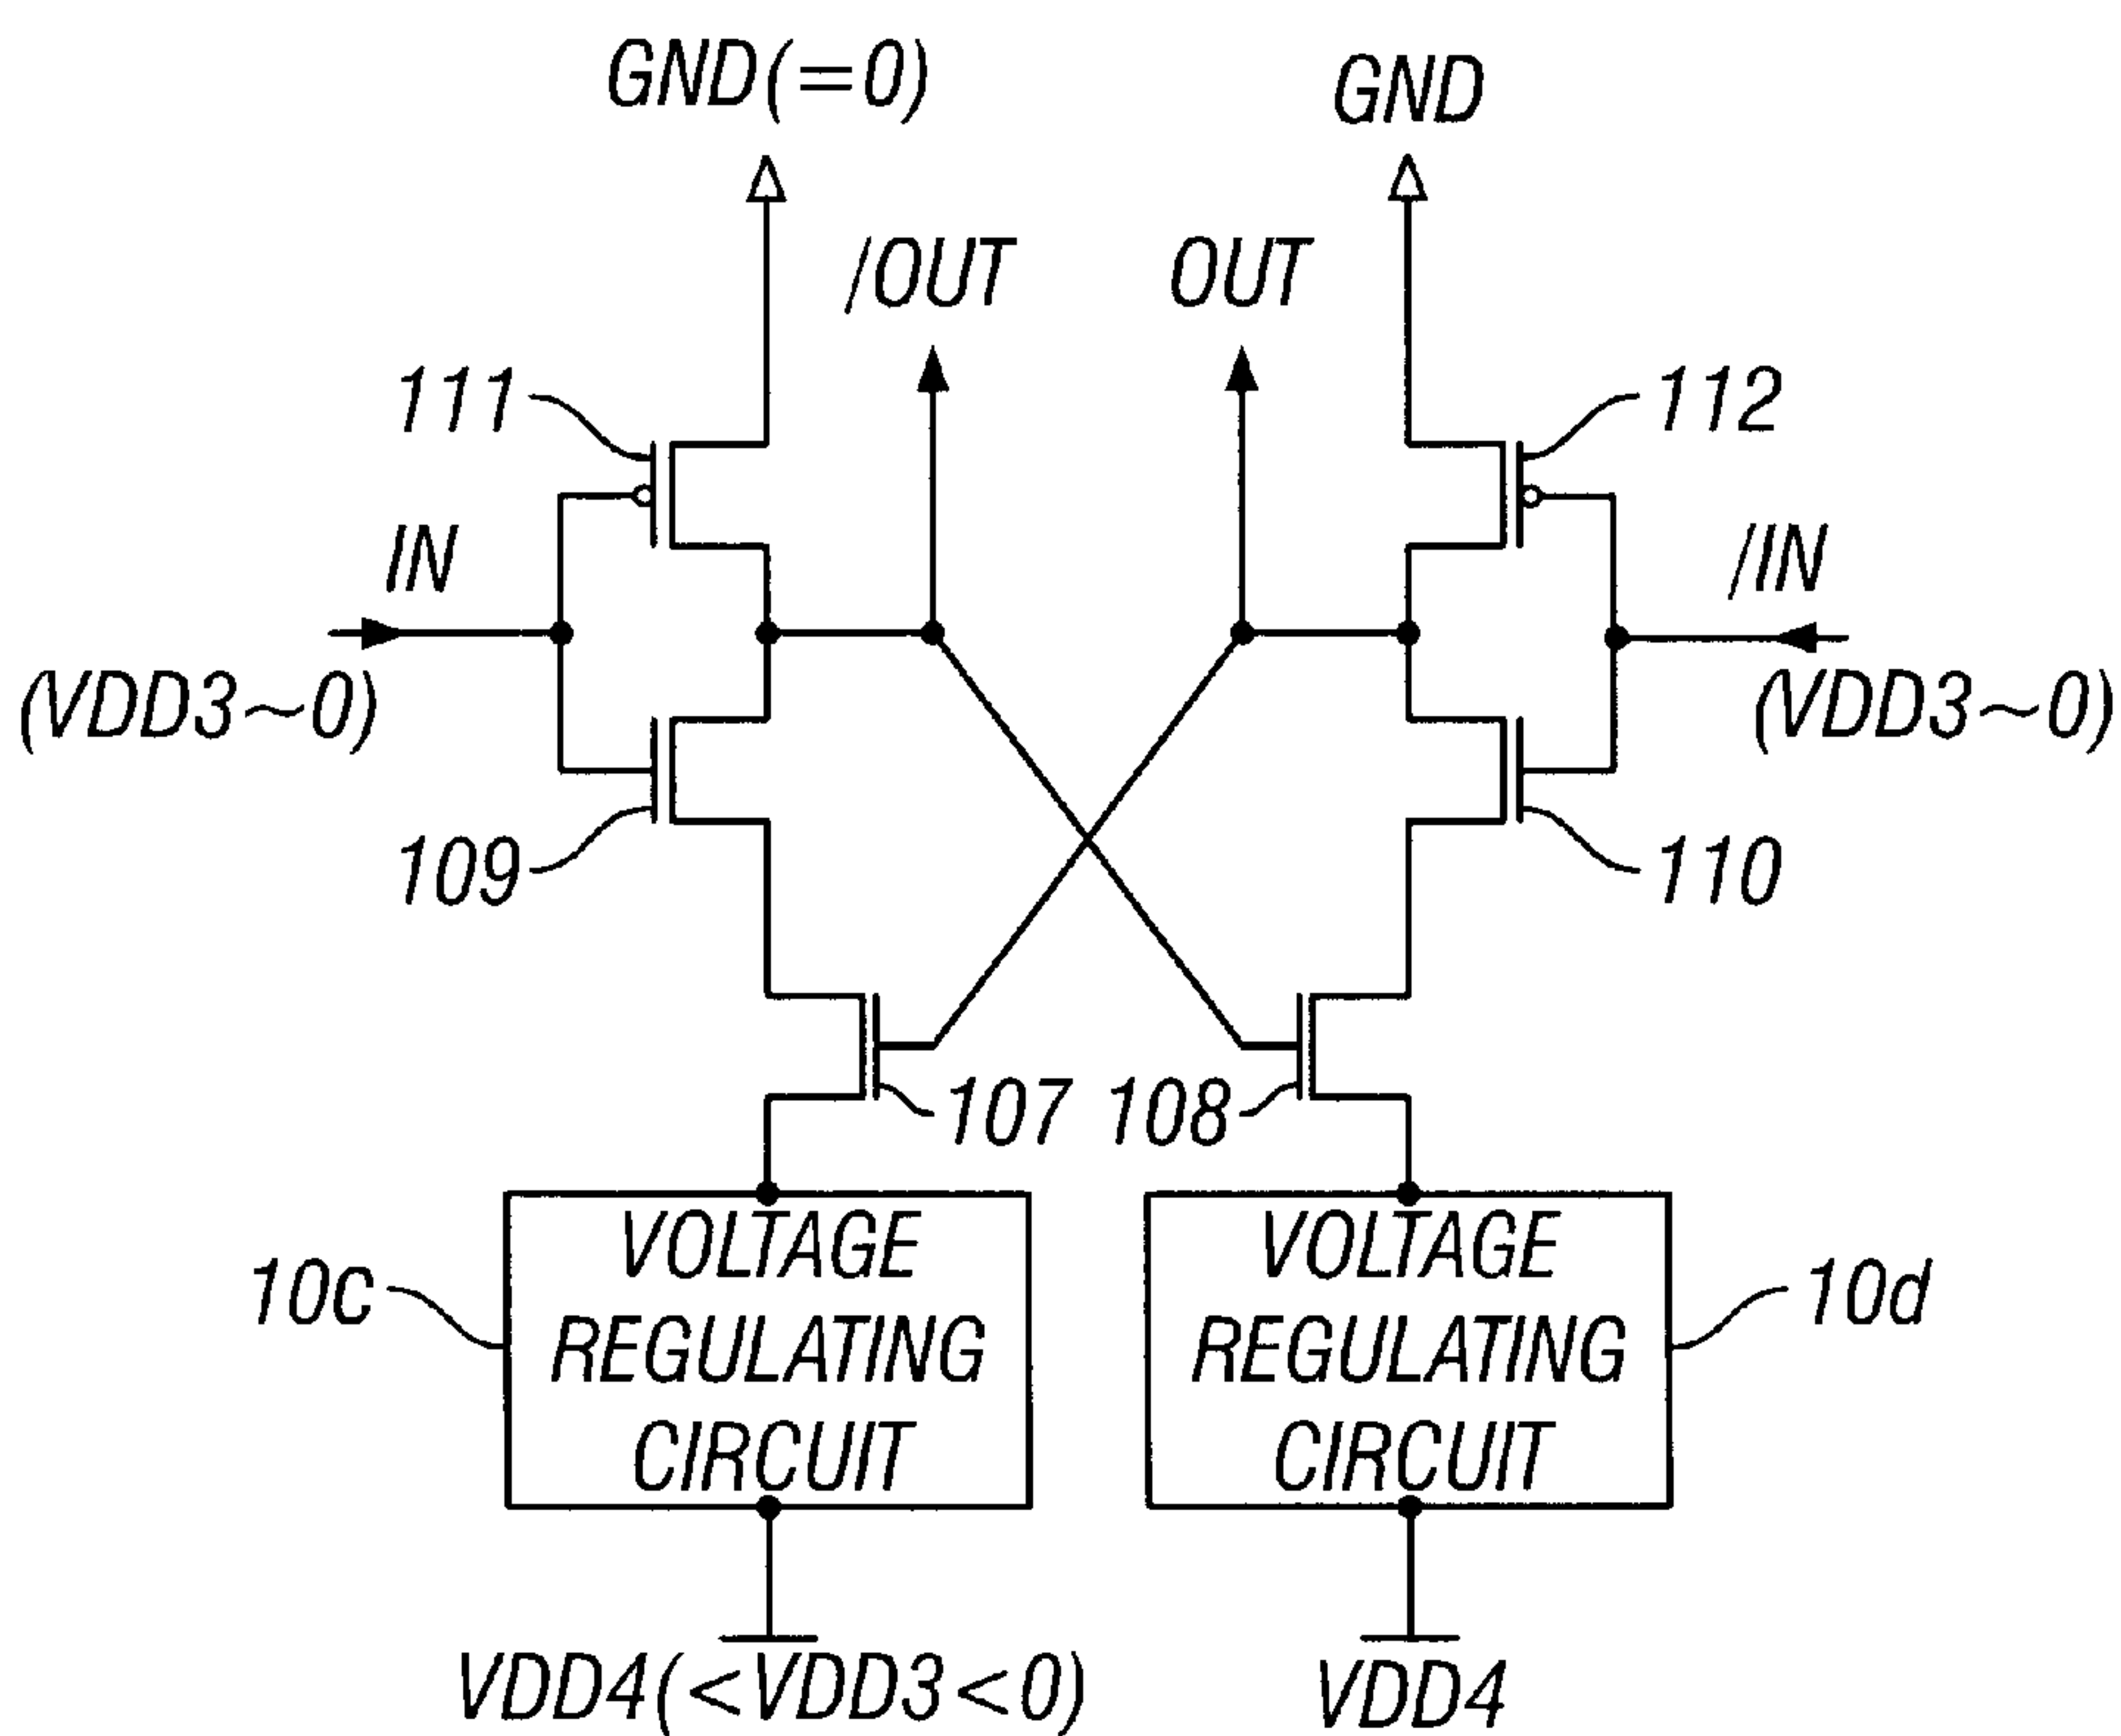 GND(=0)
GND
/OUT
OUT
111
112
IN
/IN
(VDD3~0)
(VDD3~0)
109
110
107
108
VOLTAGE
REGULATING
CIRCUIT
VOLTAGE
REGULATING
CIRCUIT
10c
10d
VDD4(<VDD3<0)
VDD4